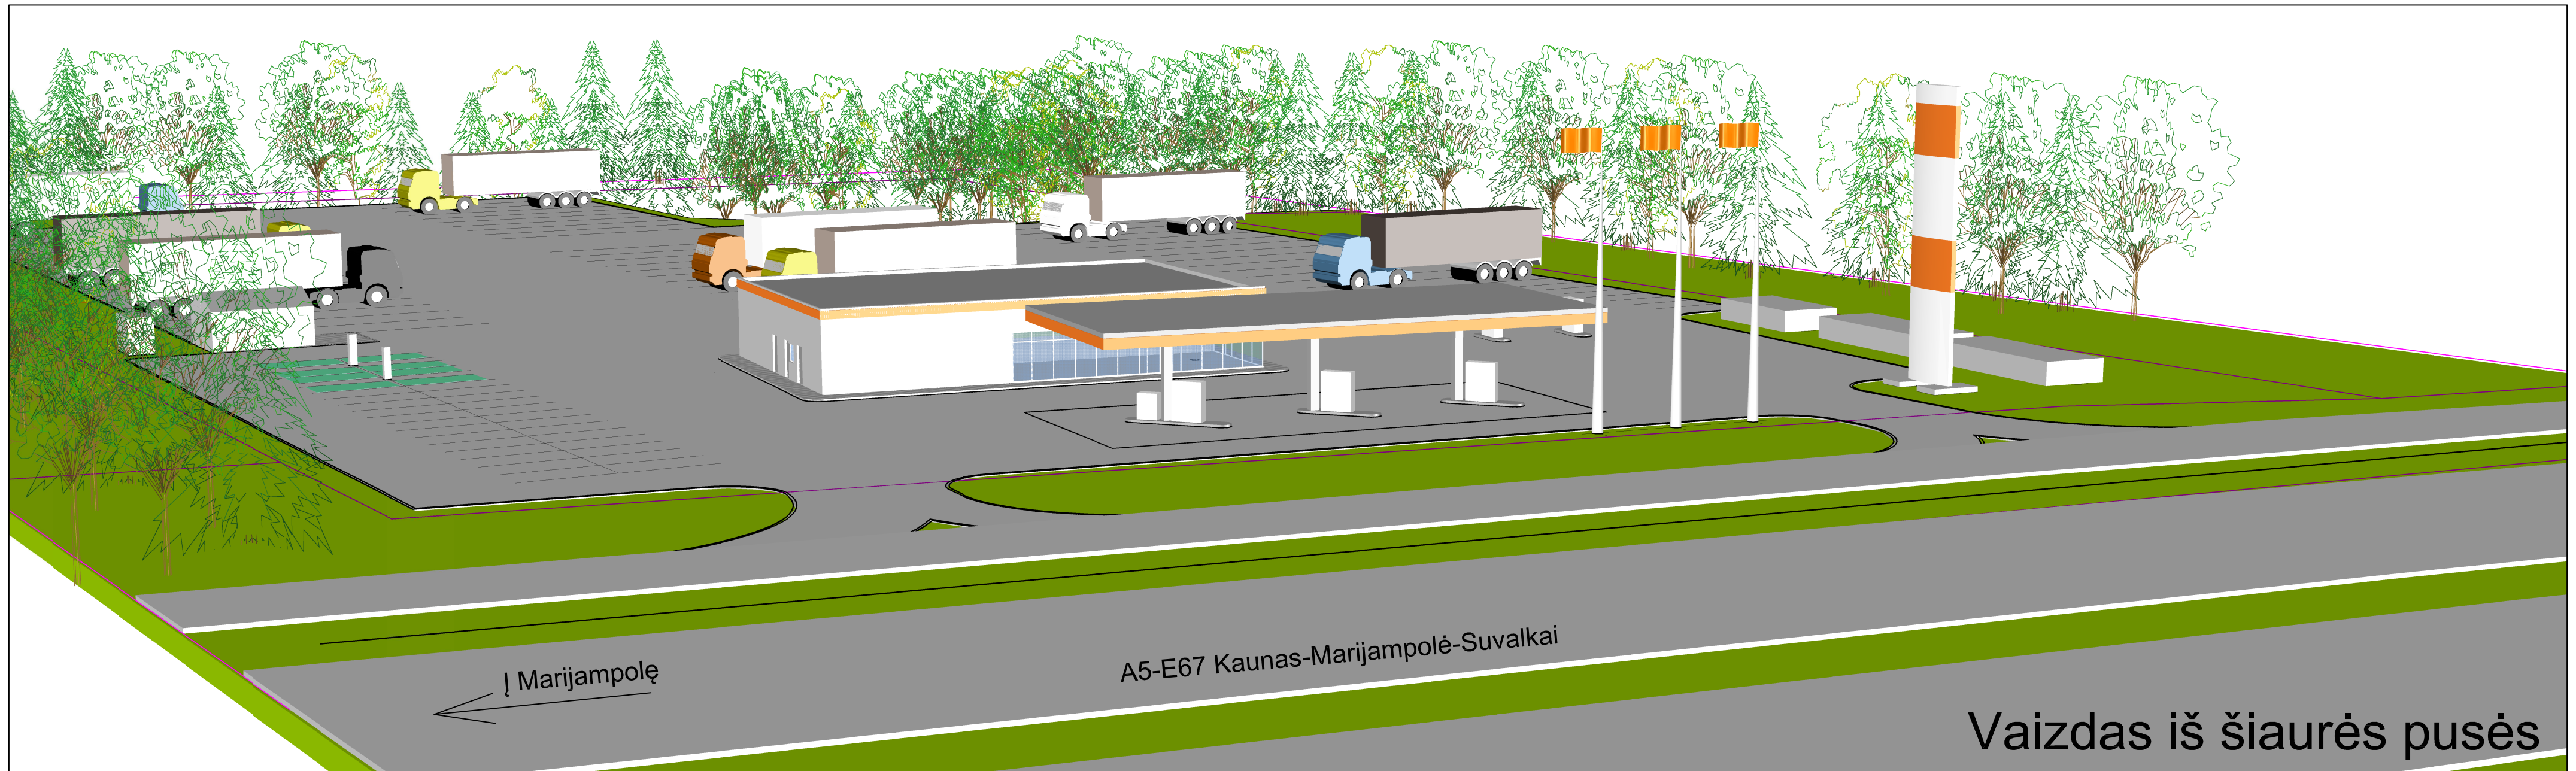 Į Marijampolę
A5-E67 Kaunas-Marijampolė-Suvalkai
Vaizdas iš šiaurės pusės